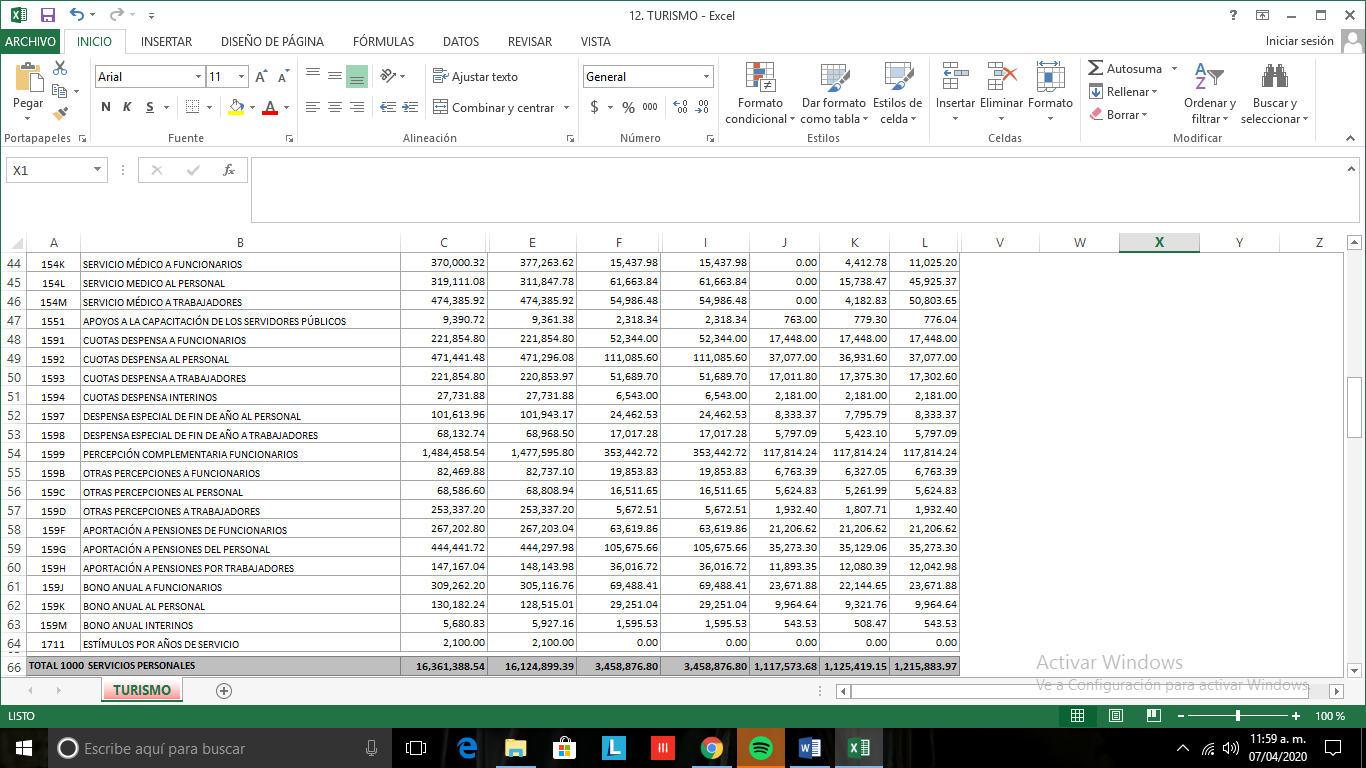 12. TURISMO - Excel
ARCHIVO INICIO INSERTAR DISEÑO DE PÁGINA FÓRMULAS DATOS REVISAR VISTA Iniciar sesión
Pegar
Arial 11
N K S
Ajustar texto
Combinar y centrar
General
$ % 000
Formato condicional
Dar formato como tabla
Estilos de celda
Insertar Eliminar Formato
Autosuma
Rellenar
Borrar
Ordenar y filtrar
Buscar y seleccionar
Portapapeles Fuente Alineación Número Estilos Celdas Modificar
X1 fx
A B C E F I J K L V W X Y Z
44 154K SERVICIO MÉDICO A FUNCIONARIOS 370,000.32 377,263.62 15,437.98 15,437.98 0.00 4,412.78 11,025.20
45 154L SERVICIO MEDICO AL PERSONAL 319,111.08 311,847.78 61,663.84 61,663.84 0.00 15,738.47 45,925.37
46 154M SERVICIO MÉDICO A TRABAJADORES 474,385.92 474,385.92 54,986.48 54,986.48 0.00 4,182.83 50,803.65
47 1551 APOYOS A LA CAPACITACIÓN DE LOS SERVIDORES PÚBLICOS 9,390.72 9,361.38 2,318.34 2,318.34 763.00 779.30 776.04
48 1591 CUOTAS DESPENSA A FUNCIONARIOS 221,854.80 221,854.80 52,344.00 52,344.00 17,448.00 17,448.00 17,448.00
49 1592 CUOTAS DESPENSA AL PERSONAL 471,441.48 471,296.08 111,085.60 111,085.60 37,077.00 36,931.60 37,077.00
50 1593 CUOTAS DESPENSA A TRABAJADORES 221,854.80 220,853.97 51,689.70 51,689.70 17,011.80 17,375.30 17,302.60
51 1594 CUOTAS DESPENSA INTERINOS 27,731.88 27,731.88 6,543.00 6,543.00 2,181.00 2,181.00 2,181.00
52 1597 DESPENSA ESPECIAL DE FIN DE AÑO AL PERSONAL 101,613.96 101,943.17 24,462.53 24,462.53 8,333.37 7,795.79 8,333.37
53 1598 DESPENSA ESPECIAL DE FIN DE AÑO A TRABAJADORES 68,132.74 68,968.50 17,017.28 17,017.28 5,797.09 5,423.10 5,797.09
54 1599 PERCEPCIÓN COMPLEMENTARIA FUNCIONARIOS 1,484,458.54 1,477,595.80 353,442.72 353,442.72 117,814.24 117,814.24 117,814.24
55 159B OTRAS PERCEPCIONES A FUNCIONARIOS 82,469.88 82,737.10 19,853.83 19,853.83 6,763.39 6,327.05 6,763.39
56 159C OTRAS PERCEPCIONES AL PERSONAL 68,586.60 68,808.94 16,511.65 16,511.65 5,624.83 5,261.99 5,624.83
57 159D OTRAS PERCEPCIONES A TRABAJADORES 253,337.20 253,337.20 5,672.51 5,672.51 1,932.40 1,807.71 1,932.40
58 159F APORTACIÓN A PENSIONES DE FUNCIONARIOS 267,202.80 267,203.04 63,619.86 63,619.86 21,206.62 21,206.62 21,206.62
59 159G APORTACIÓN A PENSIONES DEL PERSONAL 444,441.72 444,297.98 105,675.66 105,675.66 35,273.30 35,129.06 35,273.30
60 159H APORTACIÓN A PENSIONES POR TRABAJADORES 147,167.04 148,143.98 36,016.72 36,016.72 11,893.35 12,080.39 12,042.98
61 159J BONO ANUAL A FUNCIONARIOS 309,262.20 305,116.76 69,488.41 69,488.41 23,671.88 22,144.65 23,671.88
62 159K BONO ANUAL AL PERSONAL 130,182.24 128,515.01 29,251.04 29,251.04 9,964.64 9,321.76 9,964.64
63 159M BONO ANUAL INTERINOS 5,680.83 5,927.16 1,595.53 1,595.53 543.53 508.47 543.53
64 1711 ESTÍMULOS POR AÑOS DE SERVICIO 2,100.00 2,100.00 0.00 0.00 0.00 0.00 0.00
66 TOTAL 1000 SERVICIOS PERSONALES 16,361,388.54 16,124,899.39 3,458,876.80 3,458,876.80 1,117,573.68 1,125,419.15 1,215,883.97
Activar Windows
Ve a Configuración para activar Windows.
TURISMO
LISTO 100 %
Escribe aquí para buscar
11:59 a. m.
07/04/2020